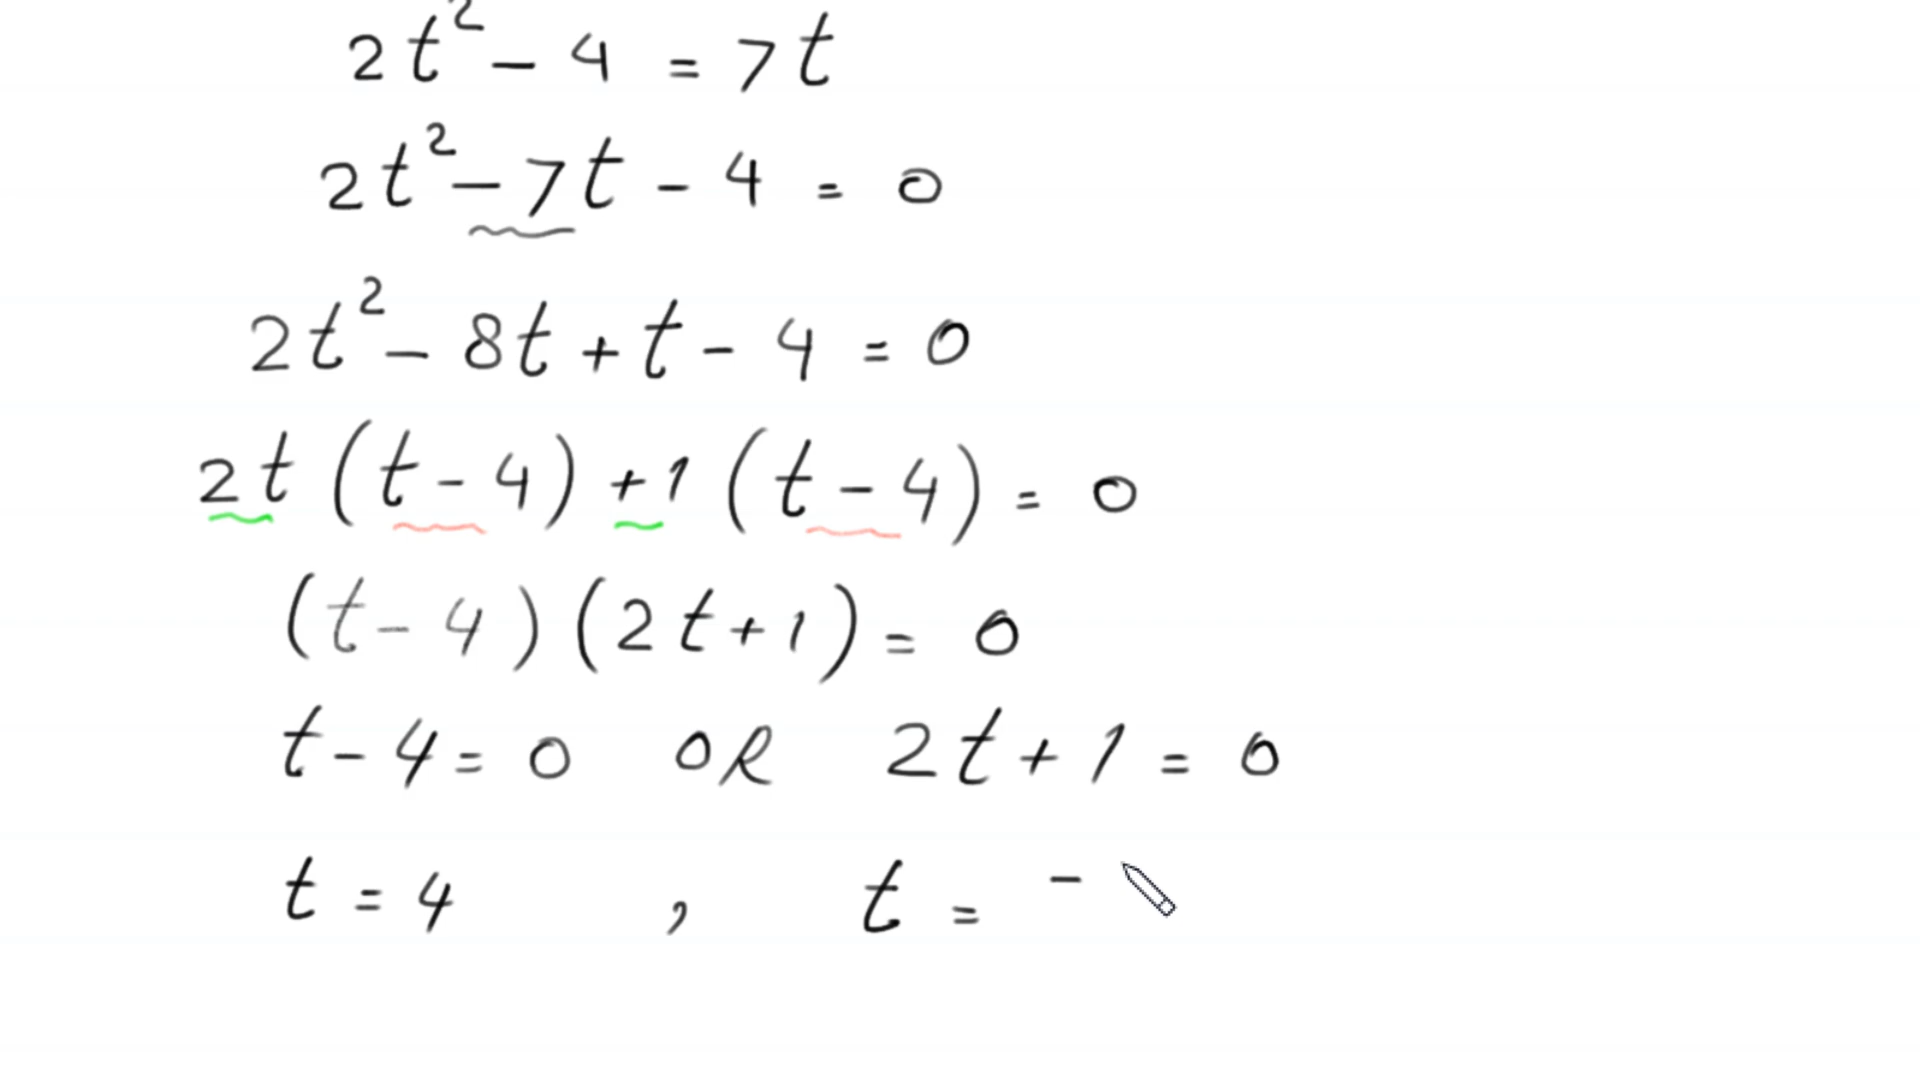 2t² - 4 = 7t
2t² - 7t - 4 = 0
2t² - 8t + t - 4 = 0
2t (t - 4) + 1 (t - 4) = 0
(t - 4) (2t + 1) = 0
t - 4 = 0 OR 2t + 1 = 0
t = 4 , t = -